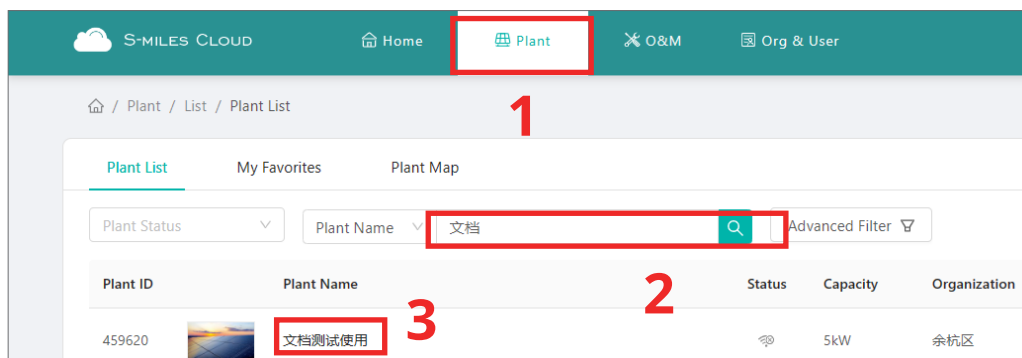 S-MILES CLOUD Home Plant O&M Org & User
1
/ Plant / List / Plant List
Plant List My Favorites Plant Map
Plant Status Plant Name 文档 Advanced Filter
2
Plant ID Plant Name Status Capacity Organization
3
459620 文档测试使用 5kW 余杭区